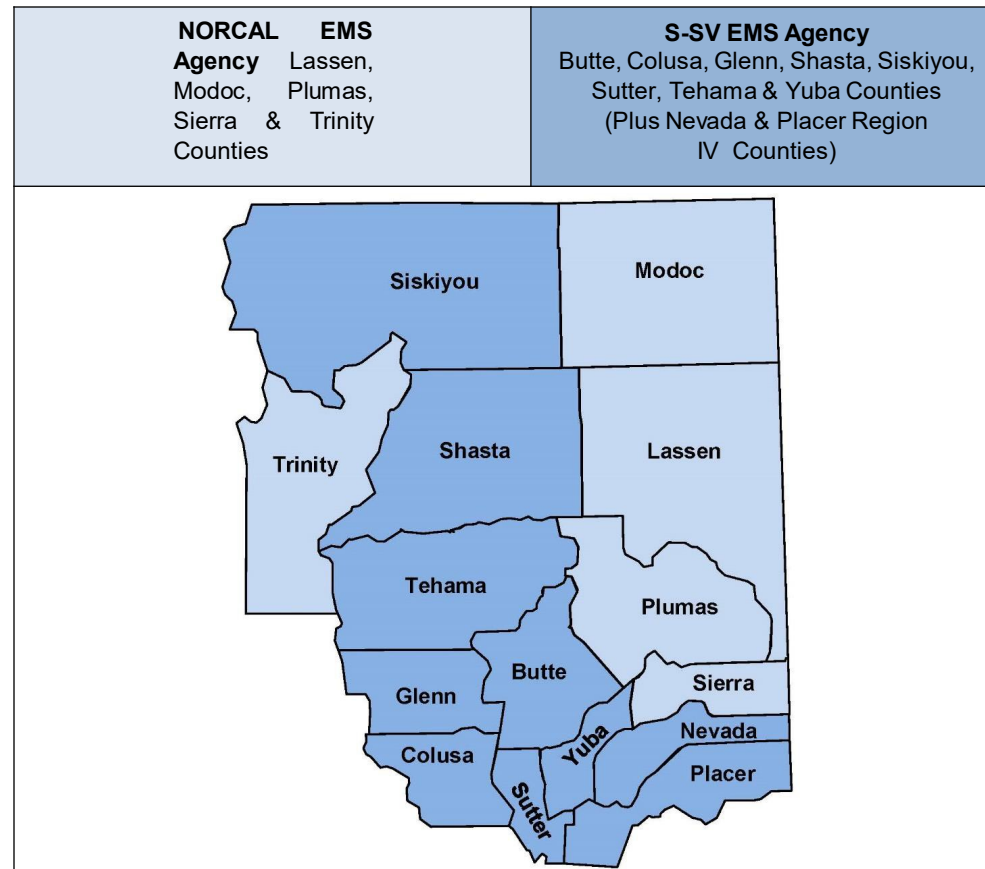 NORCAL EMS
Agency Lassen,
Modoc, Plumas,
Sierra & Trinity
Counties
S-SV EMS Agency
Butte, Colusa, Glenn, Shasta, Siskiyou,
Sutter, Tehama & Yuba Counties
(Plus Nevada & Placer Region
IV Counties)
Siskiyou
Modoc
Trinity
Shasta
Lassen
Tehama
Plumas
Butte
Sierra
Glenn
Nevada
Yuba
Colusa
Placer
Sutter